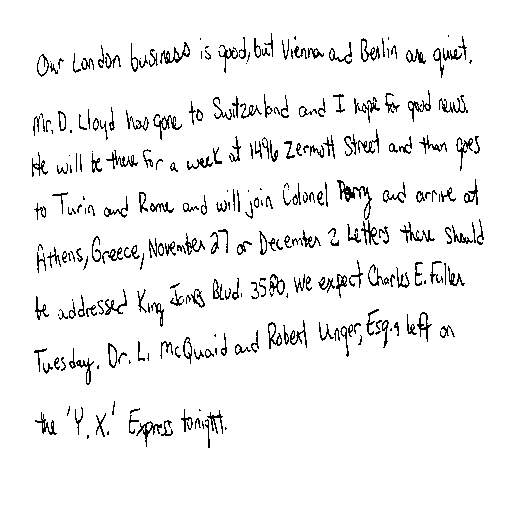 Our London business is good, but Vienna and Berlin are quiet.
Mr. D. Lloyd has gone to Switzerland and I hope for good news.
He will be there for a week at 1496 Zermott Street and then goes
to Turin and Rome and will join Colonel Parry and arrive at
Athens, Greece, November 27 or December 2. Letters there should
be addressed King James Blvd. 3580. We expect Charles E. Fuller
Tuesday. Dr. L. McQuaid and Robert Unger, Esq., left on
the 'Y. X.' Express tonight.